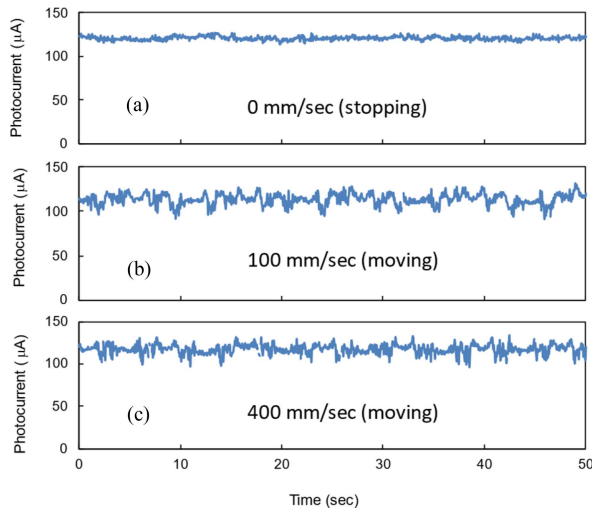 150
100
50
0
Photocurrent (μA)
(a)
0 mm/sec (stopping)
150
100
50
0
Photocurrent ( μA)
(b)
100 mm/sec (moving)
150
100
50
0
Photocurrent ( μA)
(c)
400 mm/sec (moving)
0 10 20 30 40 50
Time (sec)